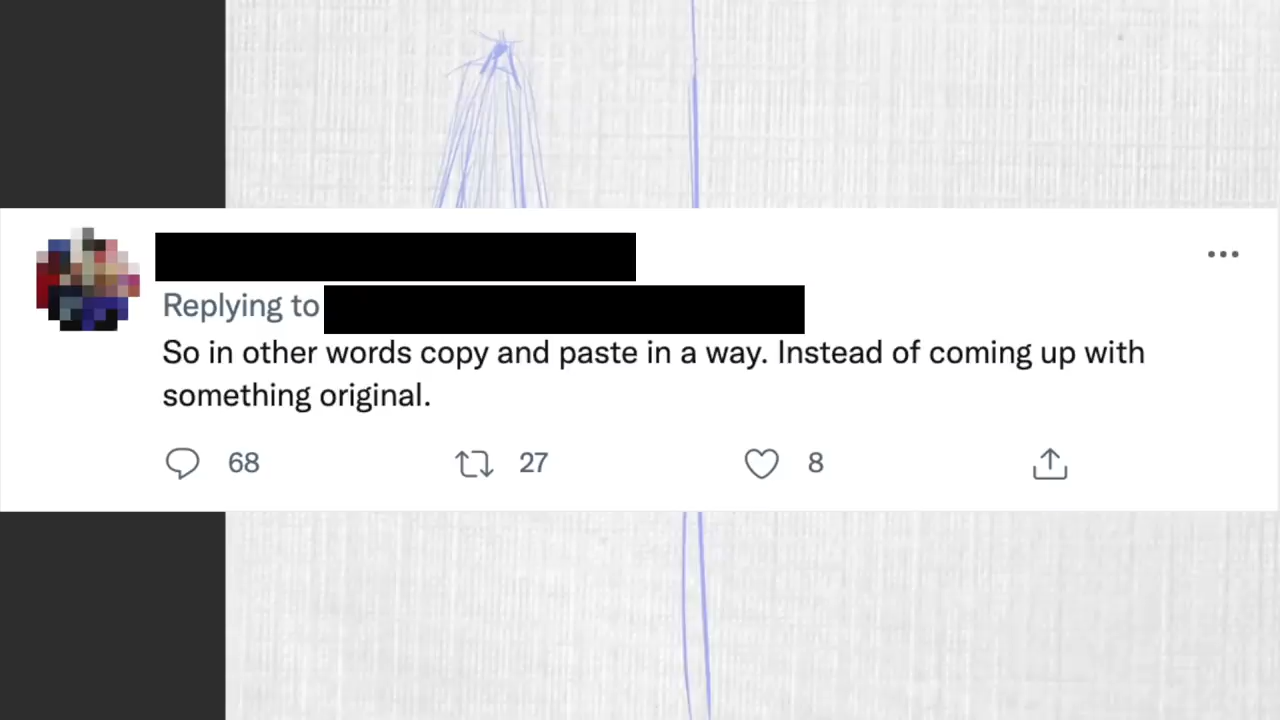 Replying to
So in other words copy and paste in a way. Instead of coming up with
something original.
68 27 8